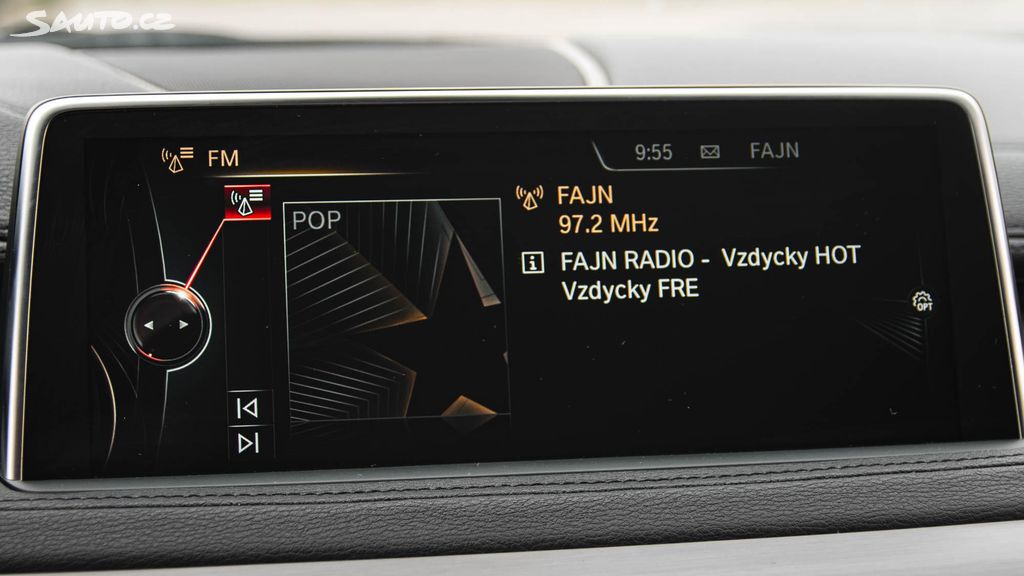 Sauto.cz
FM
9:55 FAJN
POP
FAJN
97.2 MHz
FAJN RADIO - Vzdycky HOT
Vzdycky FRE
OPT